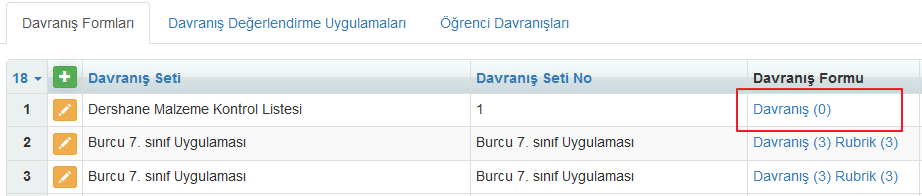 Davranış Formları Davranış Değerlendirme Uygulamaları Öğrenci Davranışları
18 Davranış Seti Davranış Seti No Davranış Formu
1 Dershane Malzeme Kontrol Listesi 1 Davranış (0)
2 Burcu 7. sınıf Uygulaması Burcu 7. sınıf Uygulaması Davranış (3) Rubrik (3)
3 Burcu 7. sınıf Uygulaması Burcu 7. sınıf Uygulaması Davranış (3) Rubrik (3)